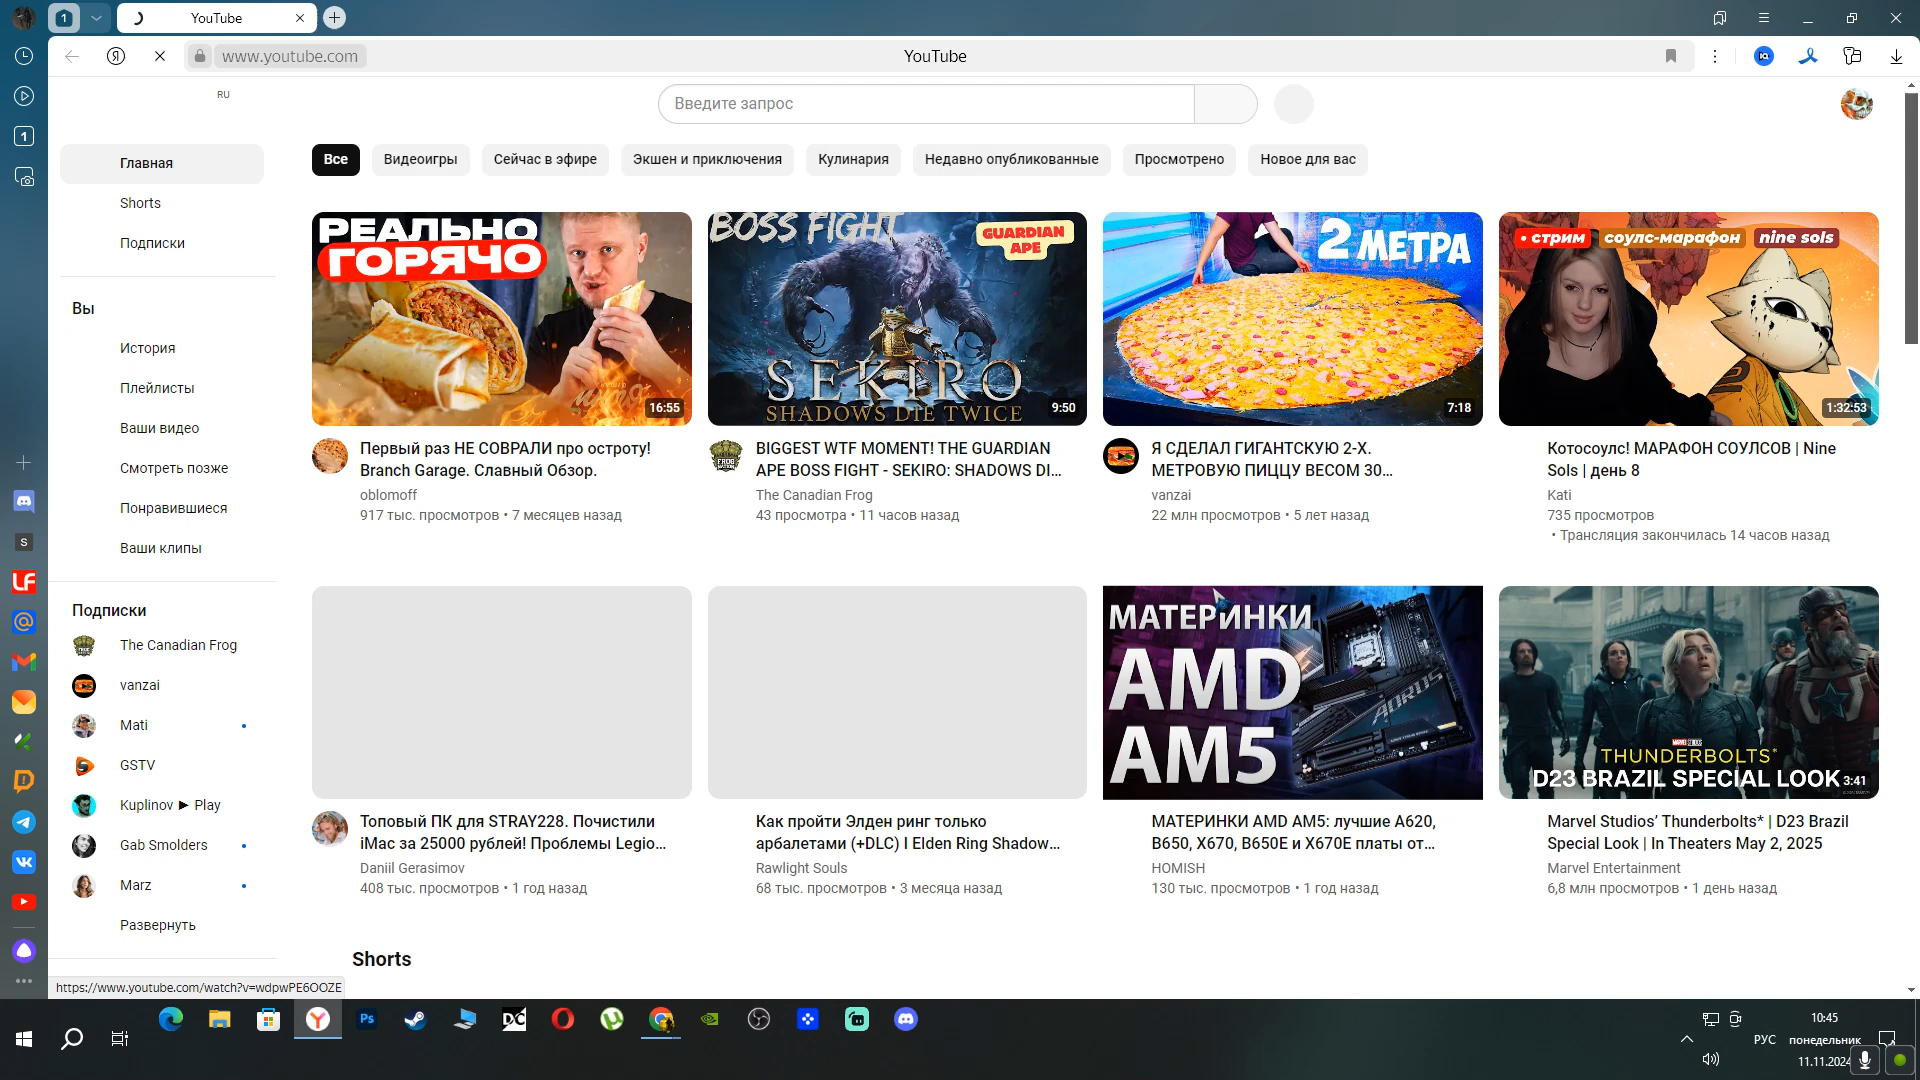 1
YouTube
www.youtube.com
YouTube
RU
Введите запрос
Главная
Shorts
Подписки
Вы
История
Плейлисты
Ваши видео
Смотреть позже
Понравившиеся
Ваши клипы
Подписки
The Canadian Frog
vanzai
Mati
GSTV
Kuplinov ► Play
Gab Smolders
Marz
Развернуть
Все
Видеоигры
Сейчас в эфире
Экшен и приключения
Кулинария
Недавно опубликованные
Просмотрено
Новое для вас
РЕАЛЬНО
ГОРЯЧО
16:55
Первый раз НЕ СОВРАЛИ про остроту!
Branch Garage. Славный Обзор.
oblomoff
917 тыс. просмотров • 7 месяцев назад
BOSS FIGHT
GUARDIAN
APE
SEKIRO
SHADOWS DIE TWICE
9:50
BIGGEST WTF MOMENT! THE GUARDIAN
APE BOSS FIGHT - SEKIRO: SHADOWS DI...
The Canadian Frog
43 просмотра • 11 часов назад
2 МЕТРА
7:18
Я СДЕЛАЛ ГИГАНТСКУЮ 2-Х.
МЕТРОВУЮ ПИЦЦУ ВЕСОМ 30...
vanzai
22 млн просмотров • 5 лет назад
• стрим
соулс-марафон
nine sols
1:32:53
Котосоулс! МАРАФОН СОУЛСОВ | Nine
Sols | день 8
Kati
735 просмотров
• Трансляция закончилась 14 часов назад
Топовый ПК для STRAY228. Почистили
iMac за 25000 рублей! Проблемы Legio...
Daniil Gerasimov
408 тыс. просмотров • 1 год назад
Как пройти Элден ринг только
арбалетами (+DLC) I Elden Ring Shadow...
Rawlight Souls
68 тыс. просмотров • 3 месяца назад
МАТЕРИНКИ
AMD
AM5
AORUS
МАТЕРИНКИ AMD AM5: лучшие A620,
B650, X670, B650E и X670E платы от...
HOMISH
130 тыс. просмотров • 1 год назад
MARVEL STUDIOS
THUNDERBOLTS*
D23 BRAZIL SPECIAL LOOK
3:41
Marvel Studios’ Thunderbolts* | D23 Brazil
Special Look | In Theaters May 2, 2025
Marvel Entertainment
6,8 млн просмотров • 1 день назад
Shorts
https://www.youtube.com/watch?v=wdpwPE6OOZE
Ps
DC
РУС
10:45
понедельник
11.11.2024